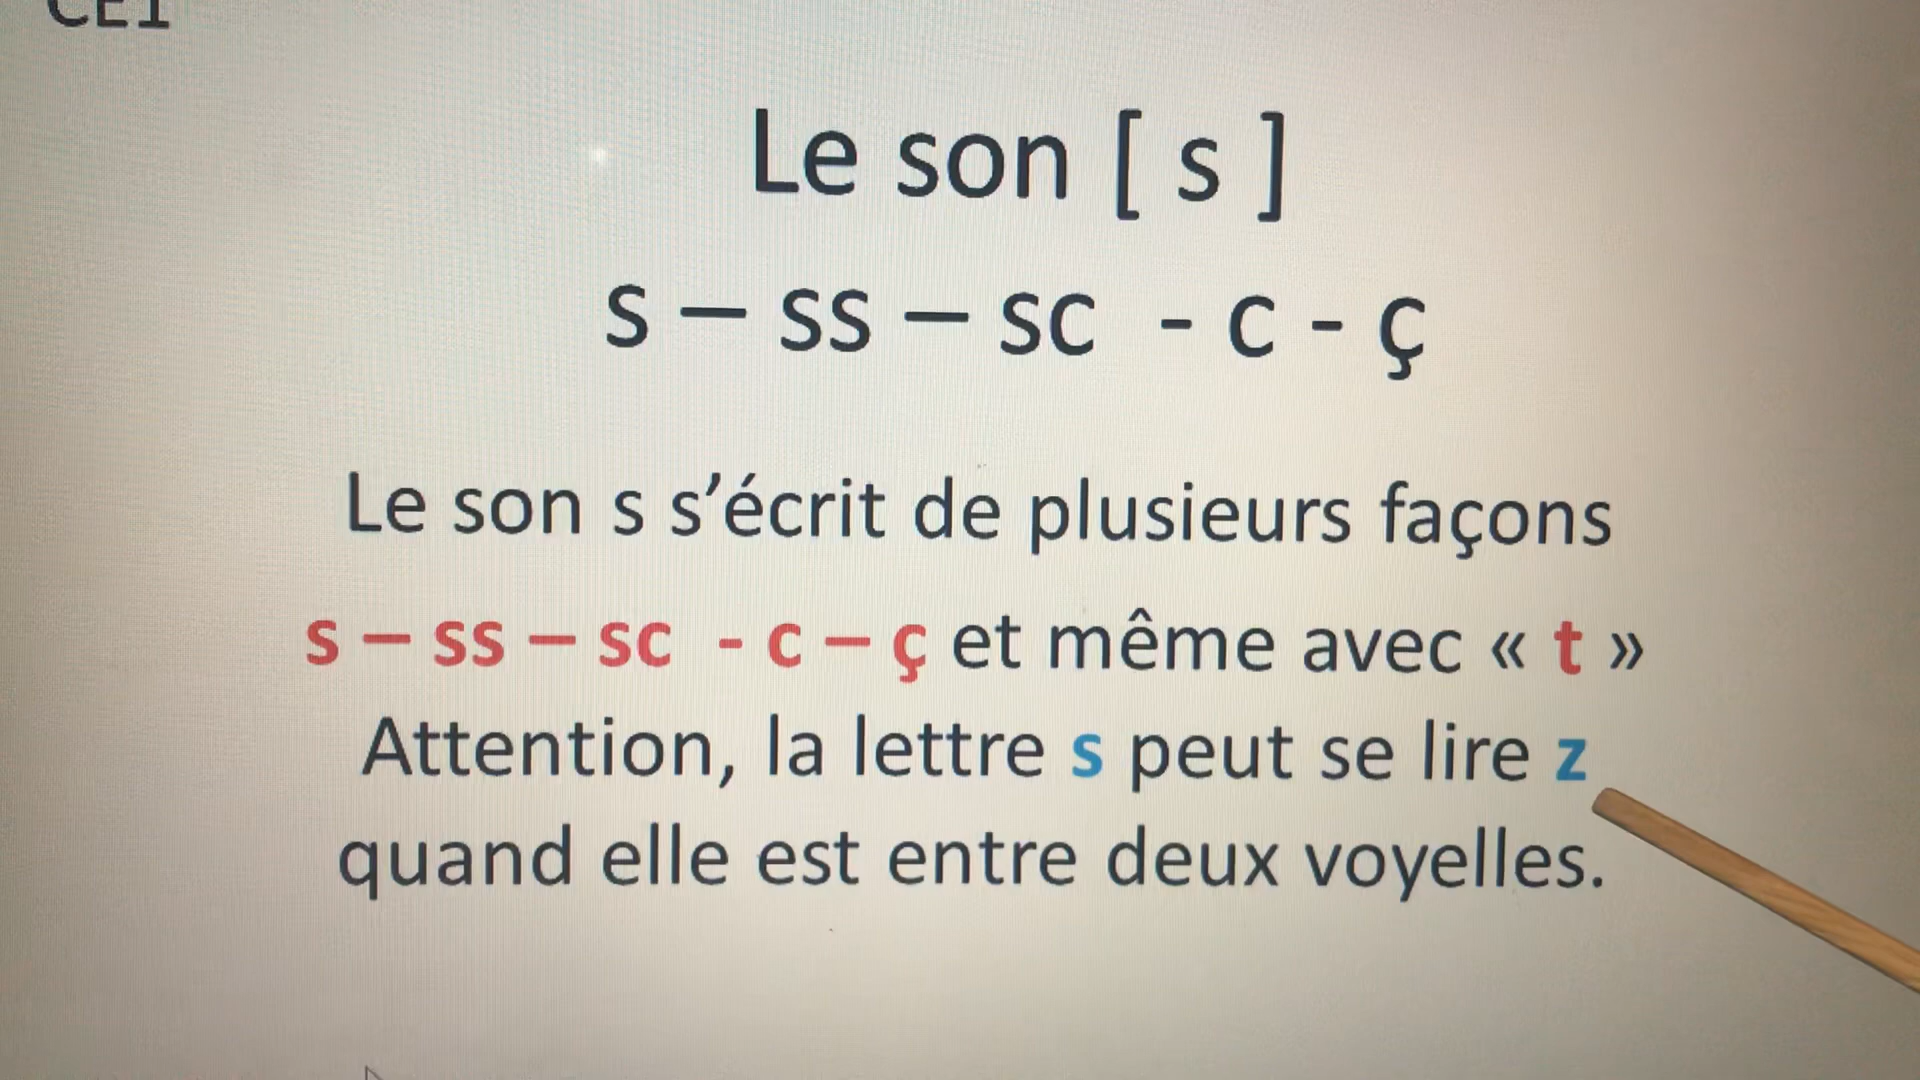 CE1
Le son [ s ]
s – ss – sc - c - ç
Le son s s’écrit de plusieurs façons
s – ss – sc - c – ç et même avec « t »
Attention, la lettre s peut se lire z
quand elle est entre deux voyelles.